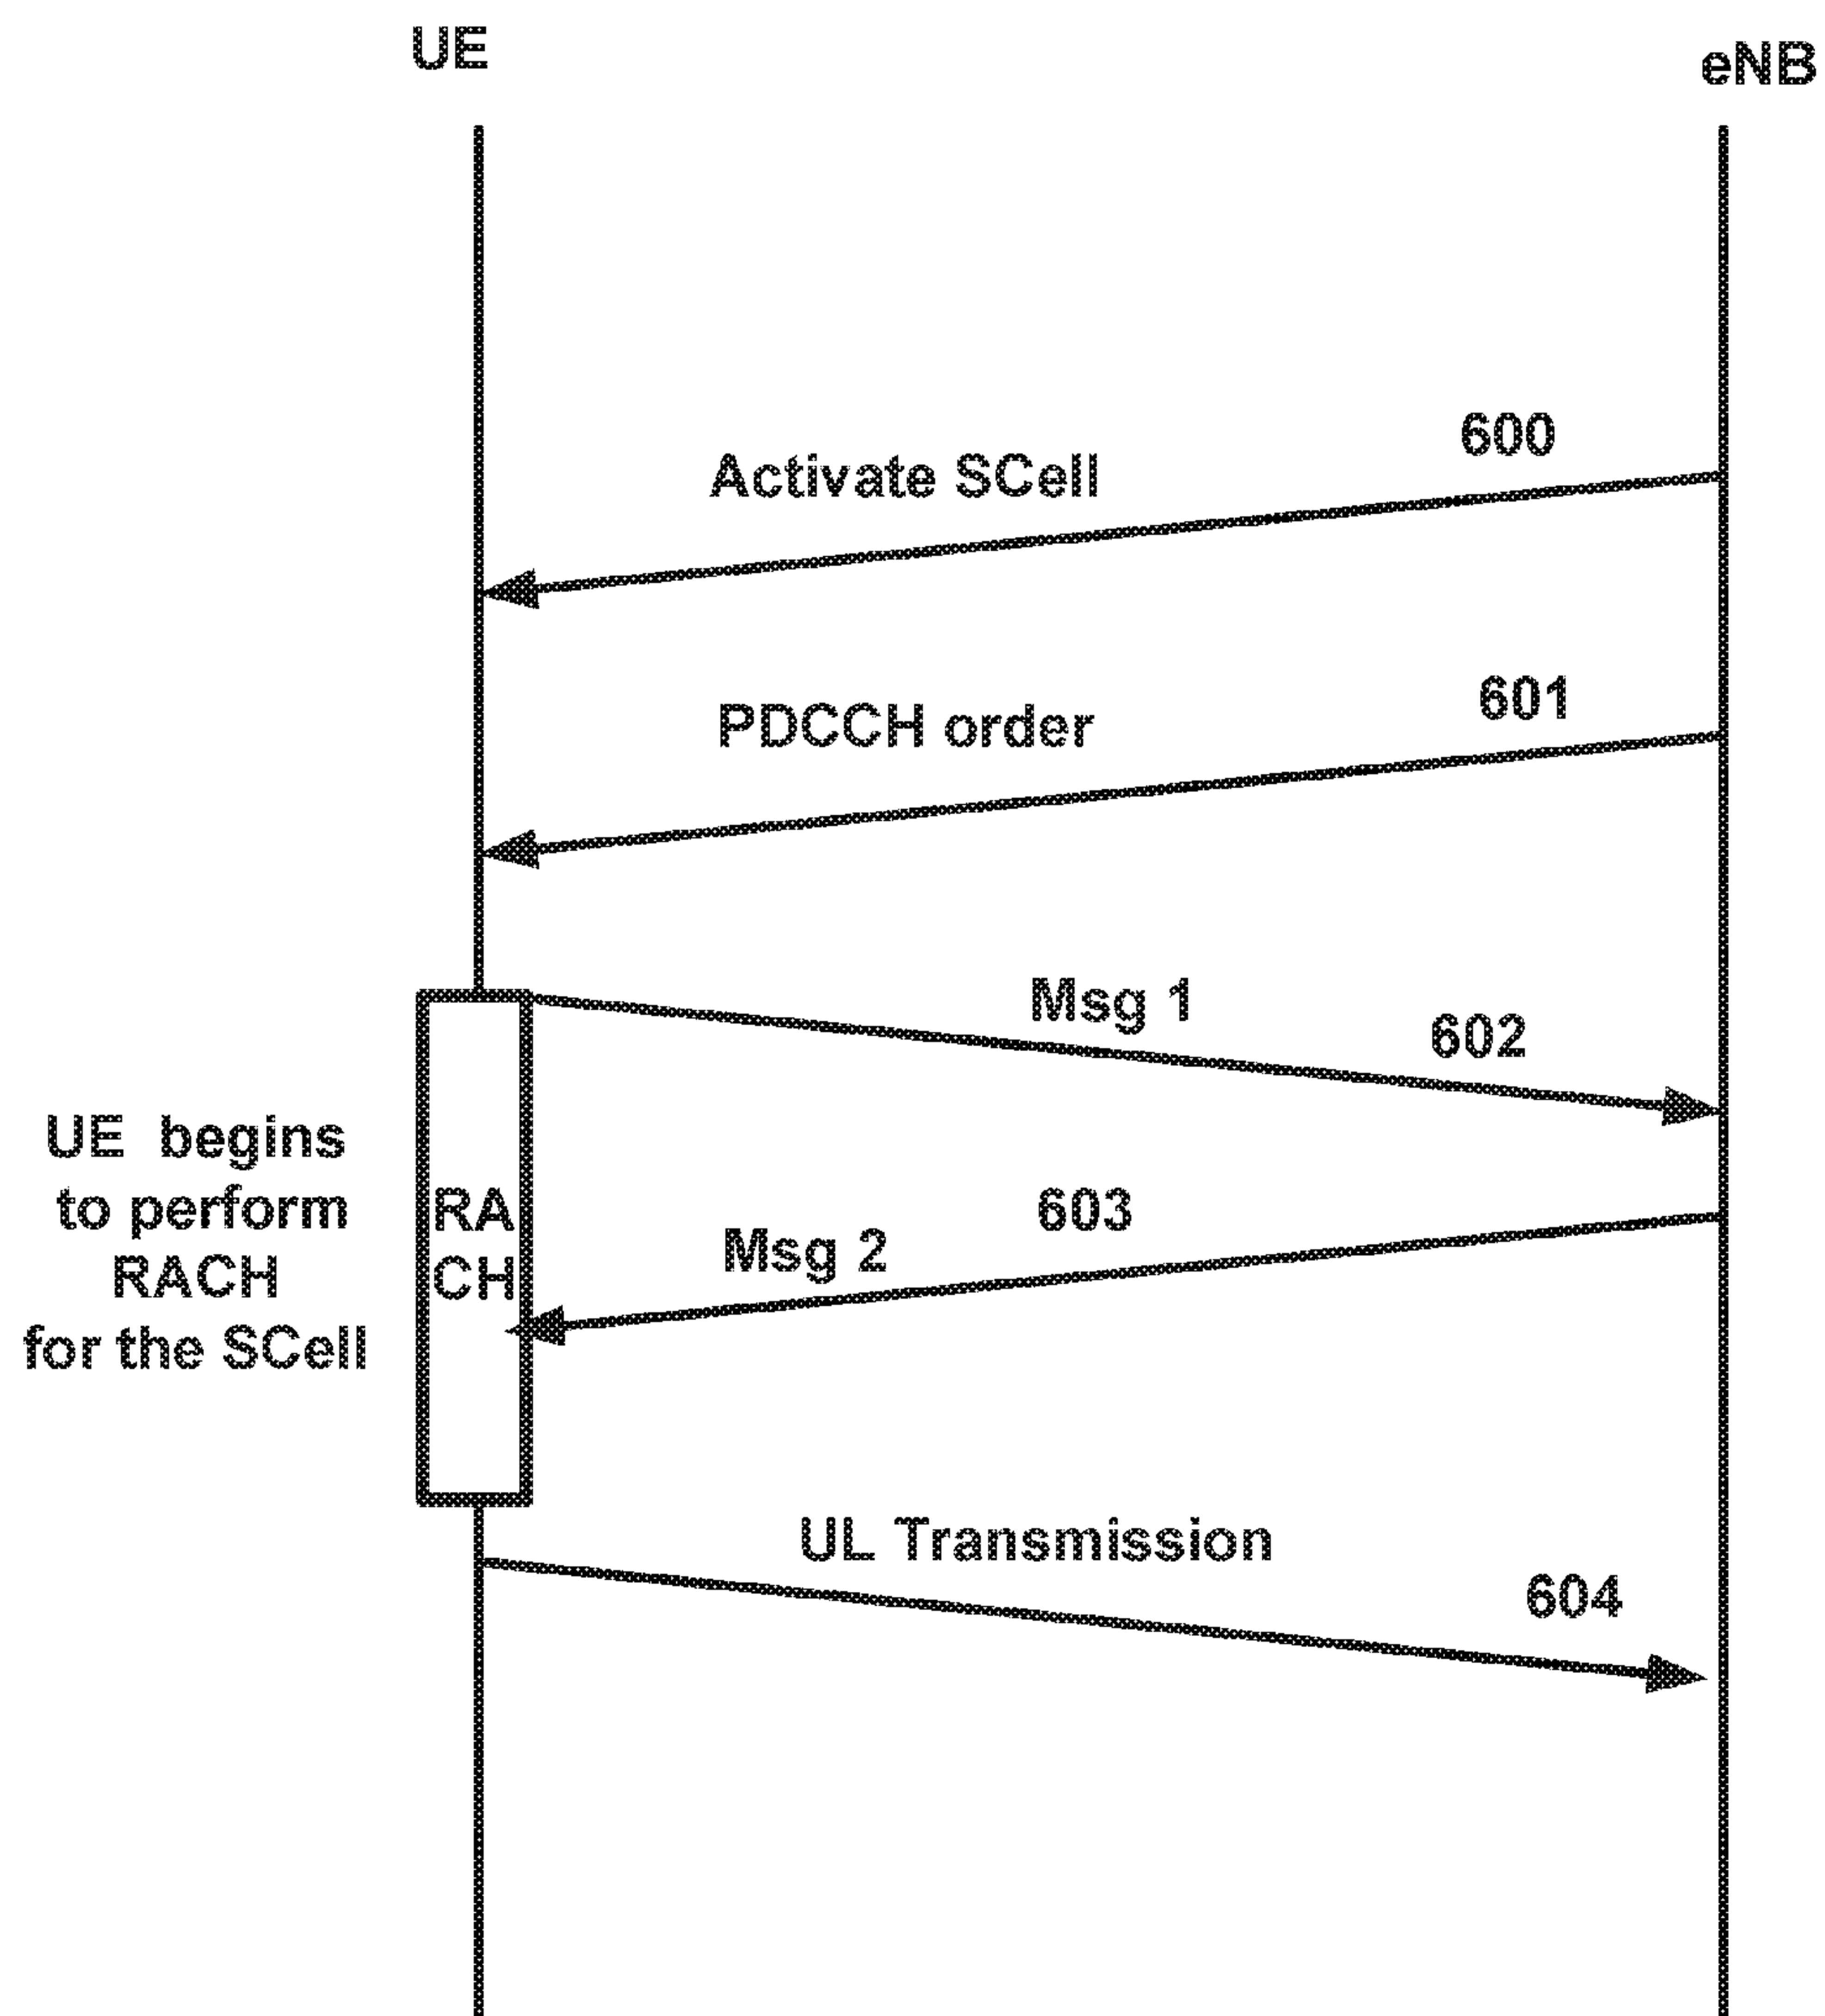 UE
eNB
600
Activate SCell
601
PDCCH order
Msg 1
602
UE begins
to perform
RACH
for the SCell
RA
CH
603
Msg 2
UL Transmission
604